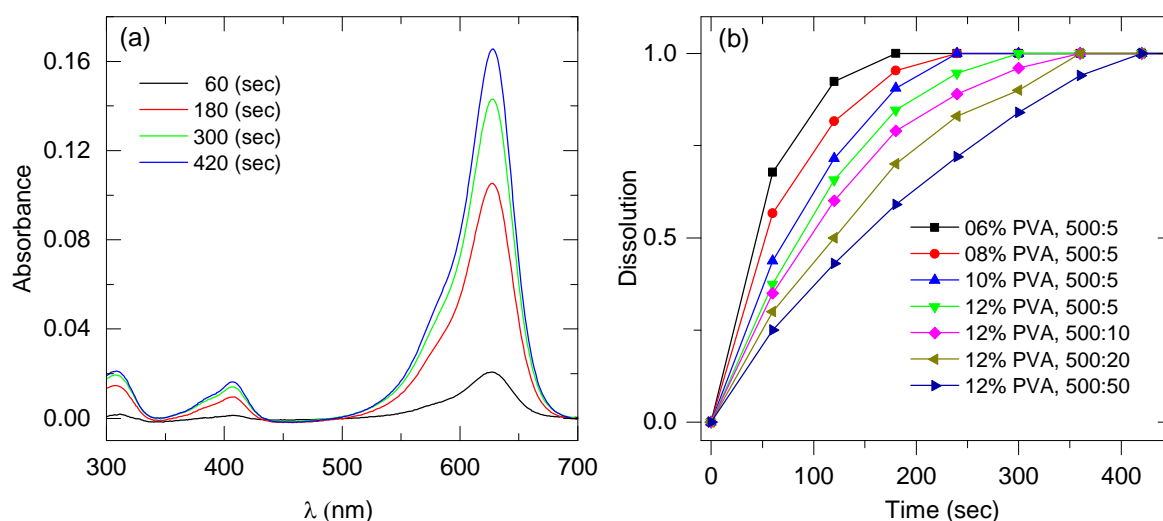 (a)
60 (sec)
180 (sec)
300 (sec)
420 (sec)
0.16
0.12
0.08
0.04
0.00
Absorbance
300 400 500 600 700
λ (nm)
(b)
1.0
0.5
0.0
Dissolution
06% PVA, 500:5
08% PVA, 500:5
10% PVA, 500:5
12% PVA, 500:5
12% PVA, 500:10
12% PVA, 500:20
12% PVA, 500:50
0 100 200 300 400
Time (sec)